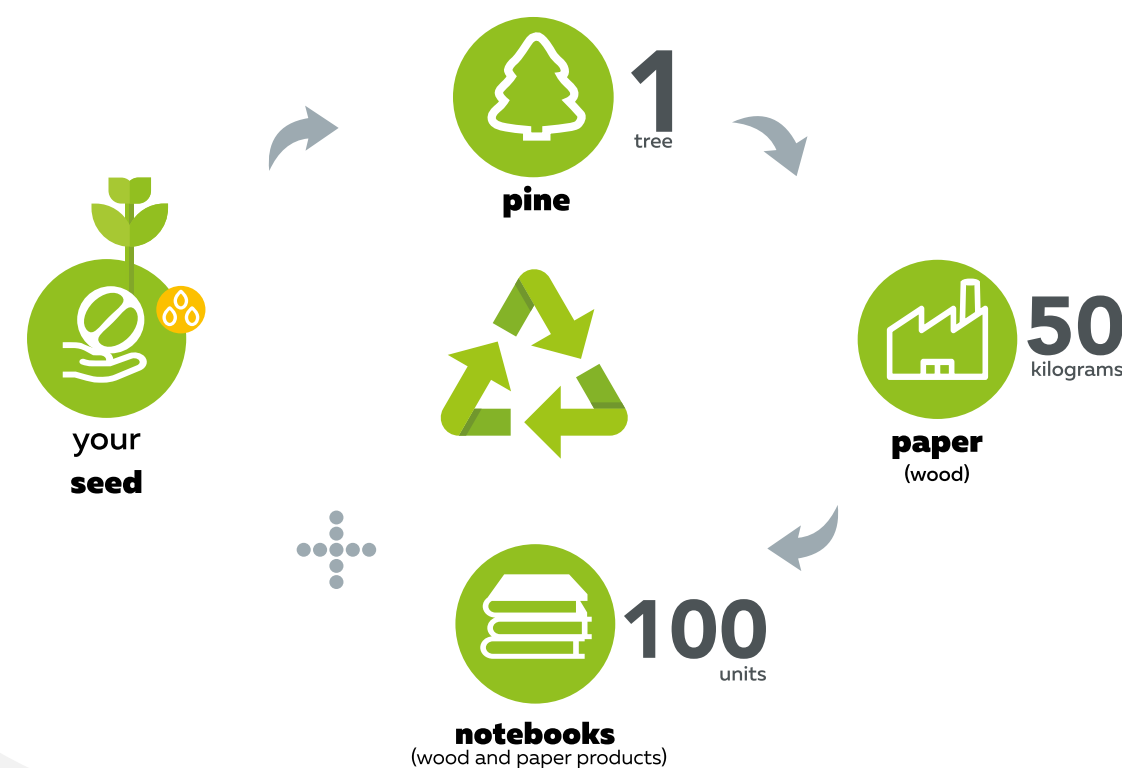 1
tree
pine
50
kilograms
paper
(wood)
your
seed
100
units
notebooks
(wood and paper products)